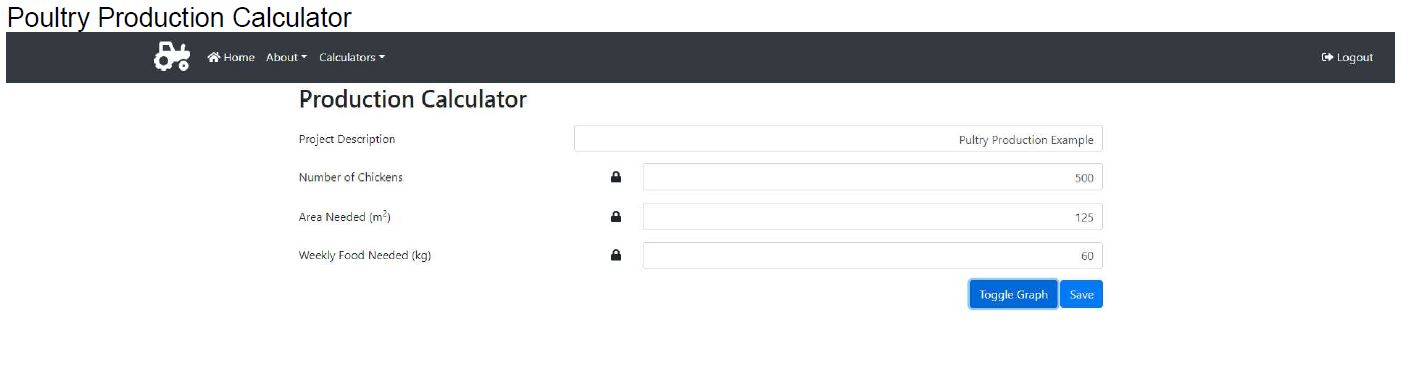 Poultry Production Calculator
Home About Calculators Logout
Production Calculator
Project Description Pultry Production Example
Number of Chickens 500
Area Needed (m²) 125
Weekly Food Needed (kg) 60
Toggle Graph Save